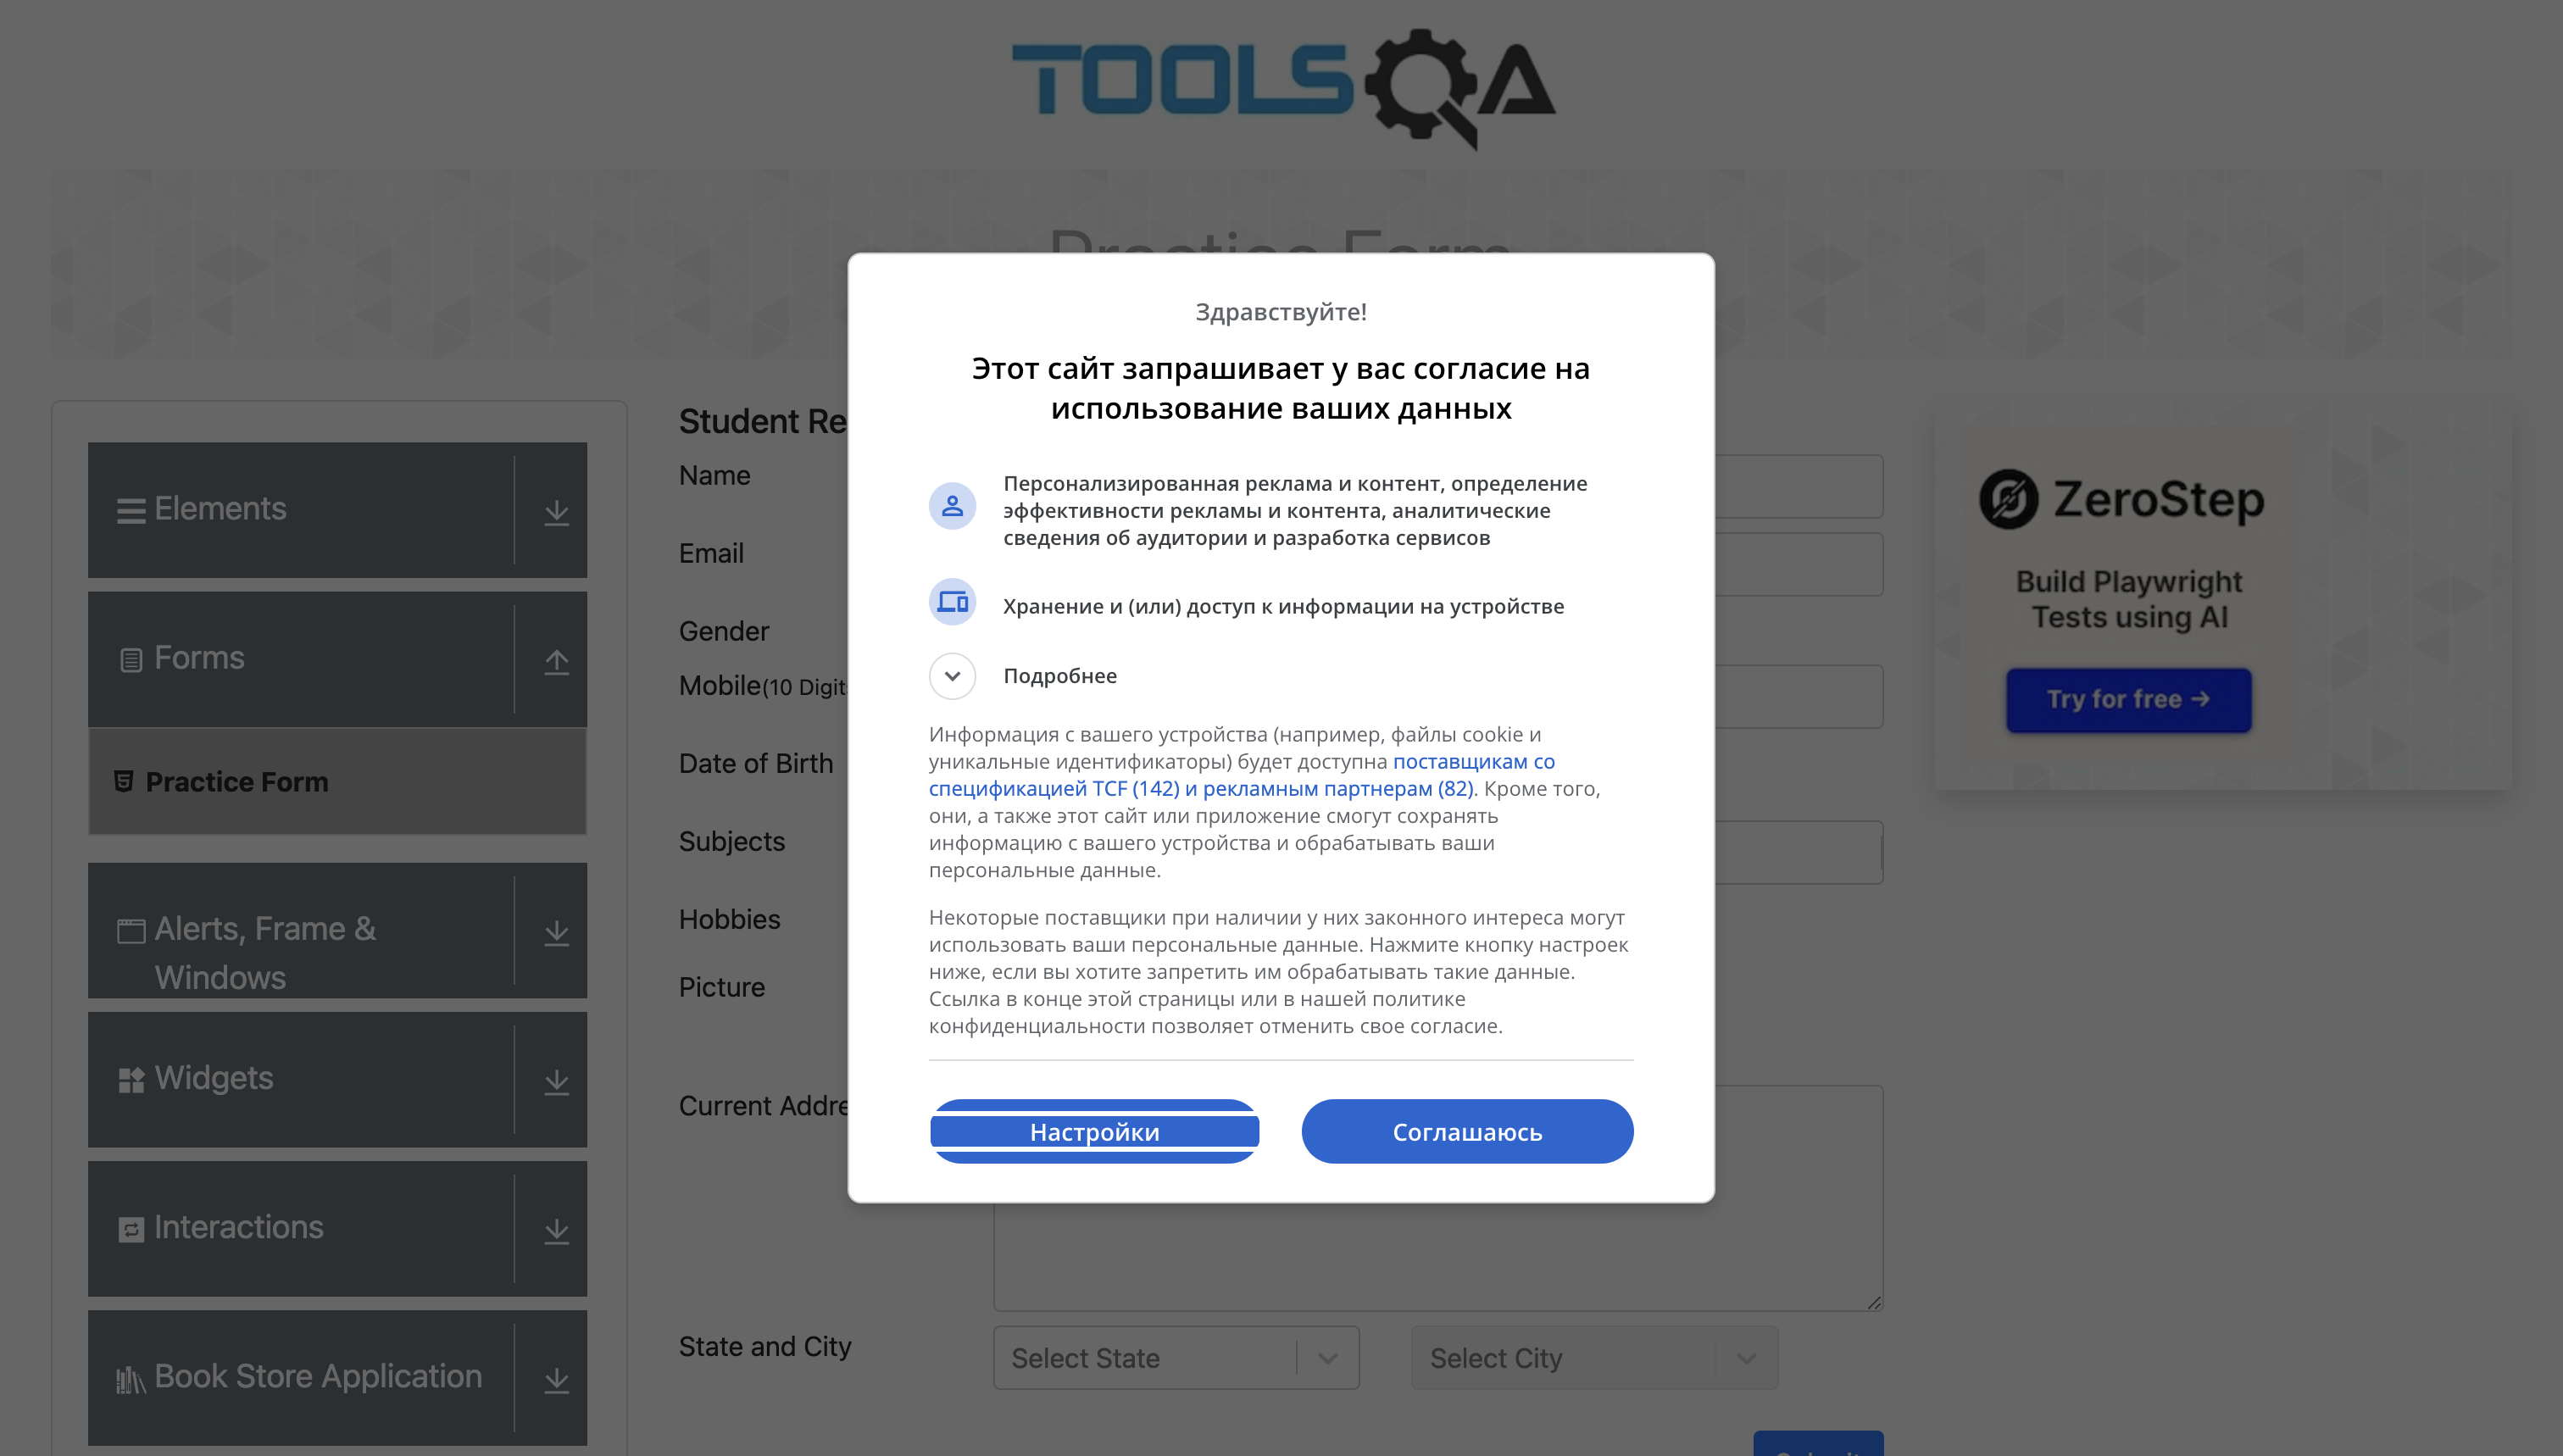 TOOLSQA
Elements
Forms
Practice Form
Alerts, Frame &
Windows
Widgets
Interactions
Book Store Application
Student Re
Name
Email
Gender
Mobile(10 Digit
Date of Birth
Subjects
Hobbies
Picture
Current Addre
State and City
Select State
Select City
Здравствуйте!
Этот сайт запрашивает у вас согласие на
использование ваших данных
Персонализированная реклама и контент, определение
эффективности рекламы и контента, аналитические
сведения об аудитории и разработка сервисов
Хранение и (или) доступ к информации на устройстве
Подробнее
Информация с вашего устройства (например, файлы cookie и
уникальные идентификаторы) будет доступна поставщикам со
спецификацией TCF (142) и рекламным партнерам (82). Кроме того,
они, а также этот сайт или приложение смогут сохранять
информацию с вашего устройства и обрабатывать ваши
персональные данные.
Некоторые поставщики при наличии у них законного интереса могут
использовать ваши персональные данные. Нажмите кнопку настроек
ниже, если вы хотите запретить им обрабатывать такие данные.
Ссылка в конце этой страницы или в нашей политике
конфиденциальности позволяет отменить свое согласие.
Настройки
Соглашаюсь
ZeroStep
Build Playwright
Tests using AI
Try for free →